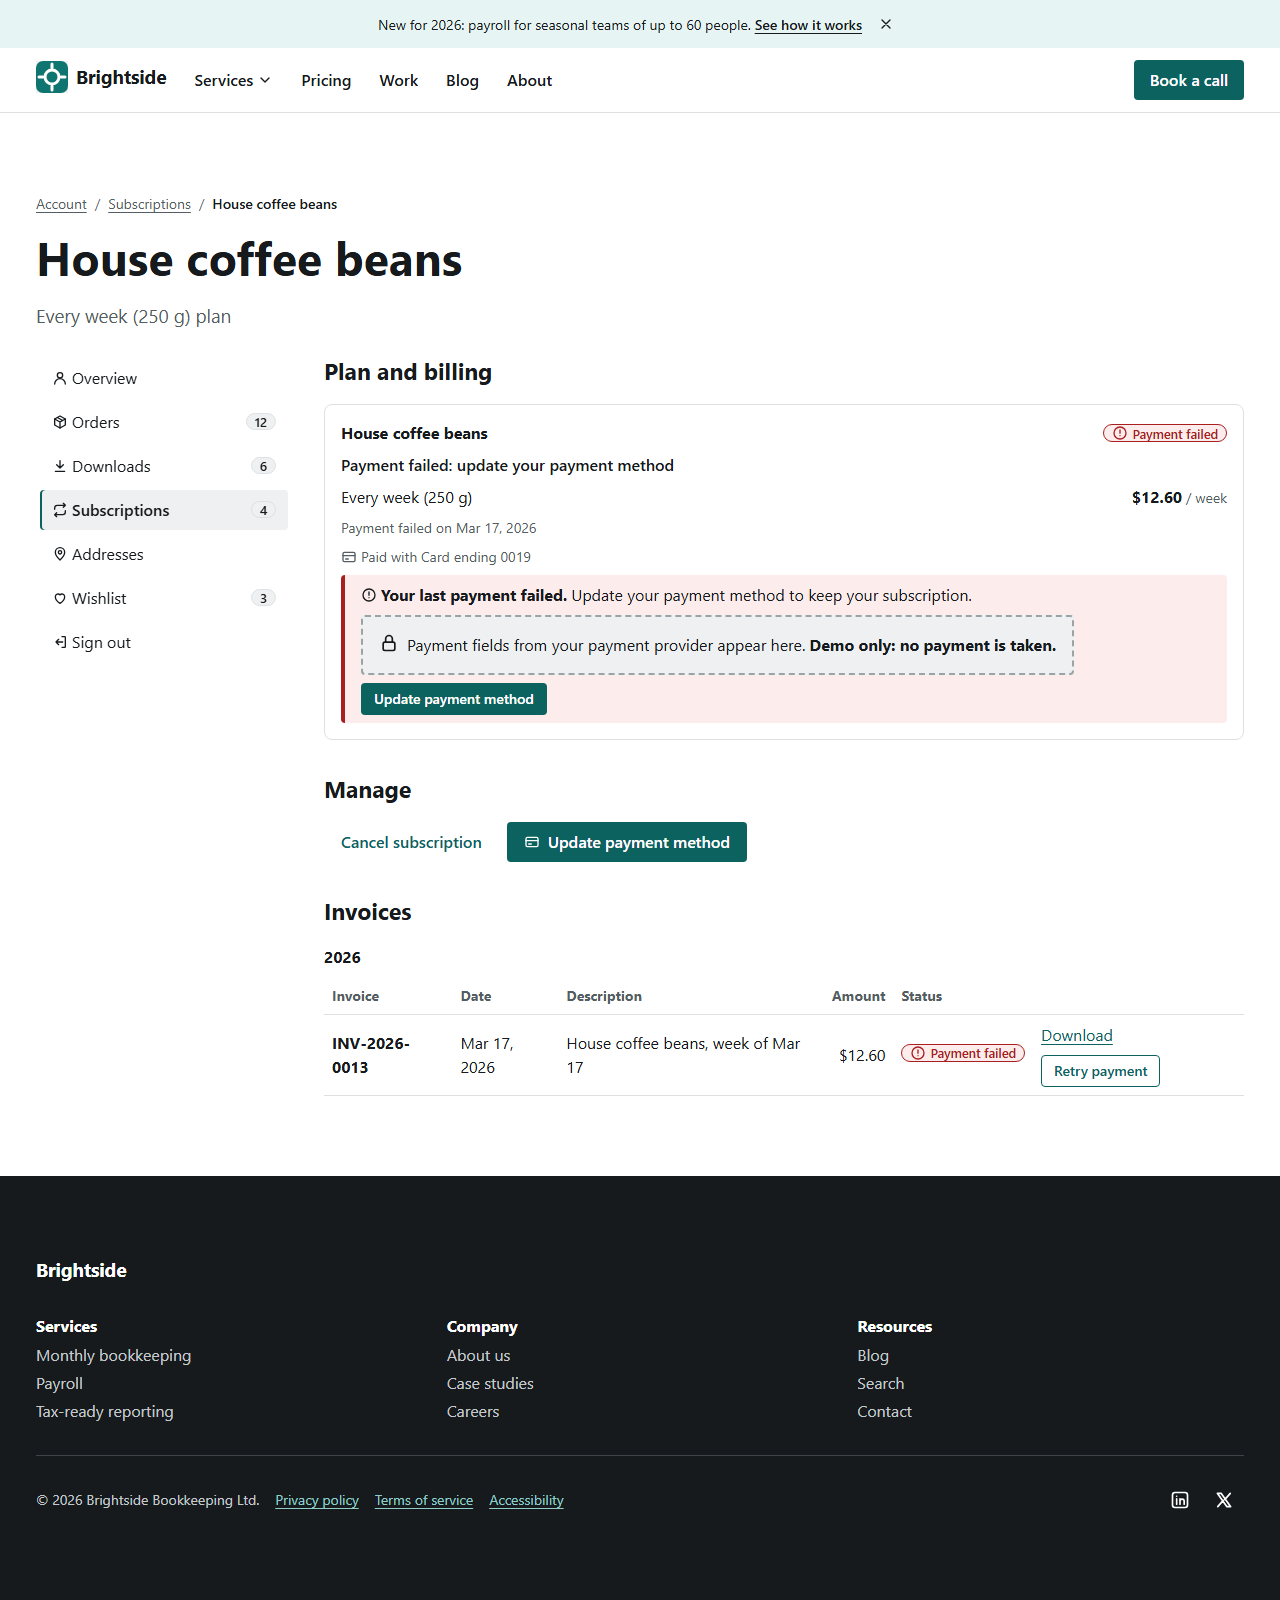 New for 2026: payroll for seasonal teams of up to 60 people. See how it works
Brightside
Services
Pricing
Work
Blog
About
Book a call
Account / Subscriptions / House coffee beans
House coffee beans
Every week (250 g) plan
Overview
Orders 12
Downloads 6
Subscriptions 4
Addresses
Wishlist 3
Sign out
Plan and billing
House coffee beans
Payment failed
Payment failed: update your payment method
Every week (250 g)
$12.60 / week
Payment failed on Mar 17, 2026
Paid with Card ending 0019
Your last payment failed. Update your payment method to keep your subscription.
Payment fields from your payment provider appear here. Demo only: no payment is taken.
Update payment method
Manage
Cancel subscription
Update payment method
Invoices
2026
Invoice Date Description Amount Status
INV-2026-
0013
Mar 17,
2026
House coffee beans, week of Mar
17
$12.60
Payment failed
Download
Retry payment
Brightside
Services
Monthly bookkeeping
Payroll
Tax-ready reporting
Company
About us
Case studies
Careers
Resources
Blog
Search
Contact
© 2026 Brightside Bookkeeping Ltd. Privacy policy Terms of service Accessibility